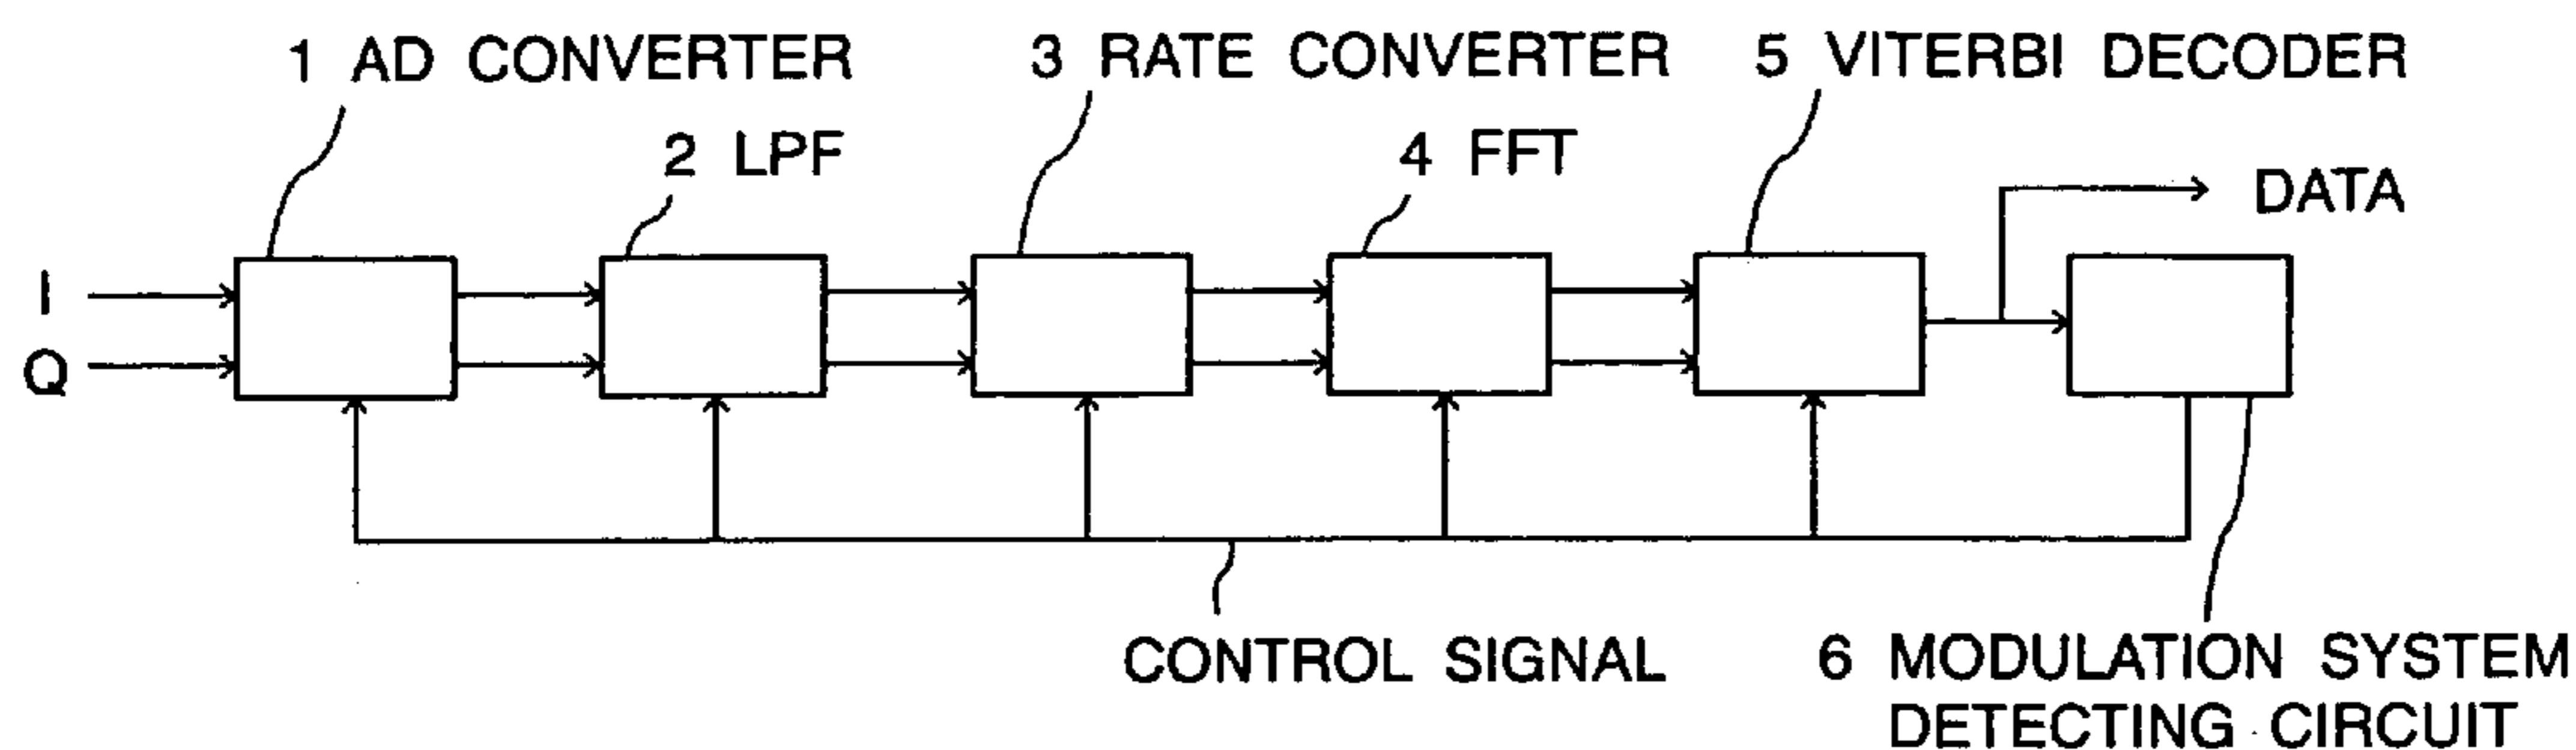 1 AD CONVERTER
3 RATE CONVERTER
5 VITERBI DECODER
2 LPF
4 FFT
DATA
I
Q
CONTROL SIGNAL
6 MODULATION SYSTEM
DETECTING CIRCUIT